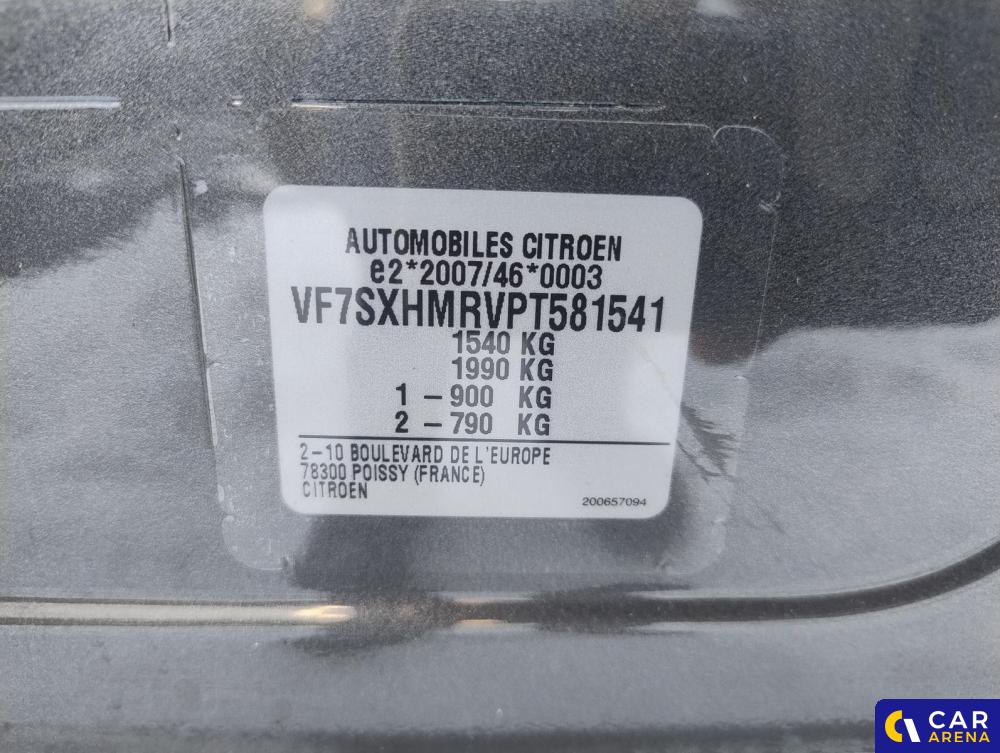 AUTOMOBILES CITROEN
e2*2007/46*0003
VF7SXHMRVPT581541
1540 KG
1990 KG
1 – 900 KG
2 – 790 KG
2–10 BOULEVARD DE L'EUROPE
78300 POISSY (FRANCE)
CITROEN
200657094
CAR
ARENA